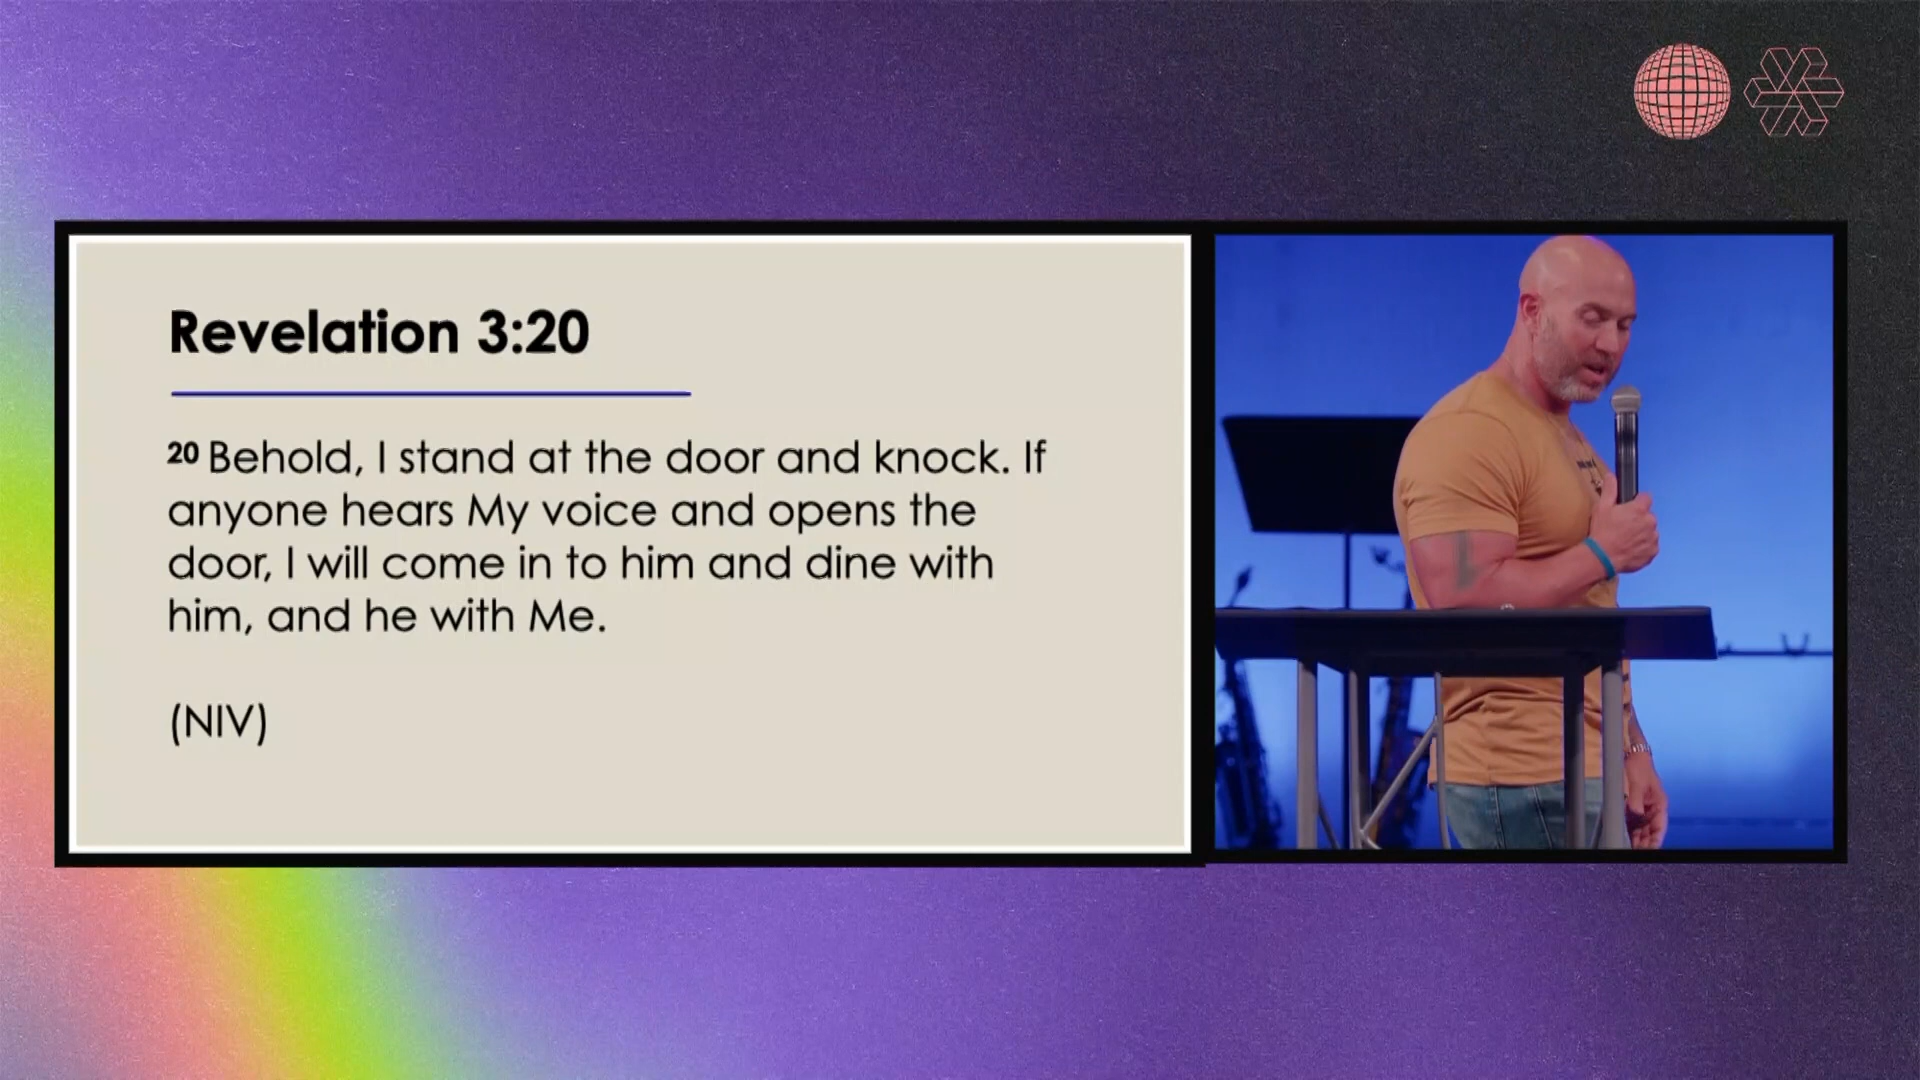 Revelation 3:20
20 Behold, I stand at the door and knock. If
anyone hears My voice and opens the
door, I will come in to him and dine with
him, and he with Me.
(NIV)